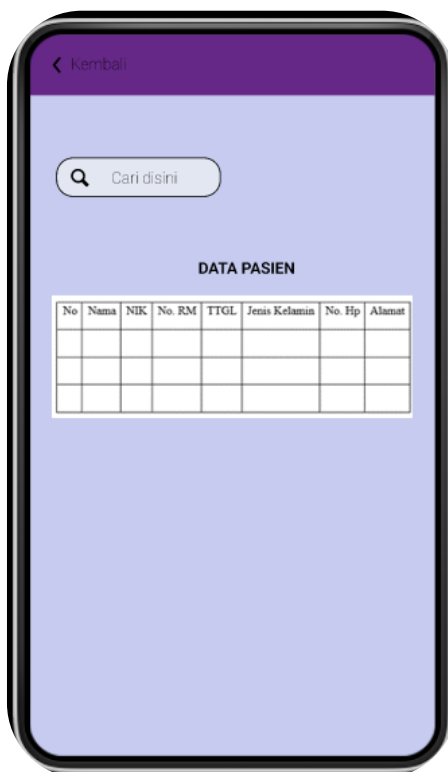 Kembali
Cari disini
DATA PASIEN
No Nama NIK No. RM TTGL Jenis Kelamin No. Hp Alamat